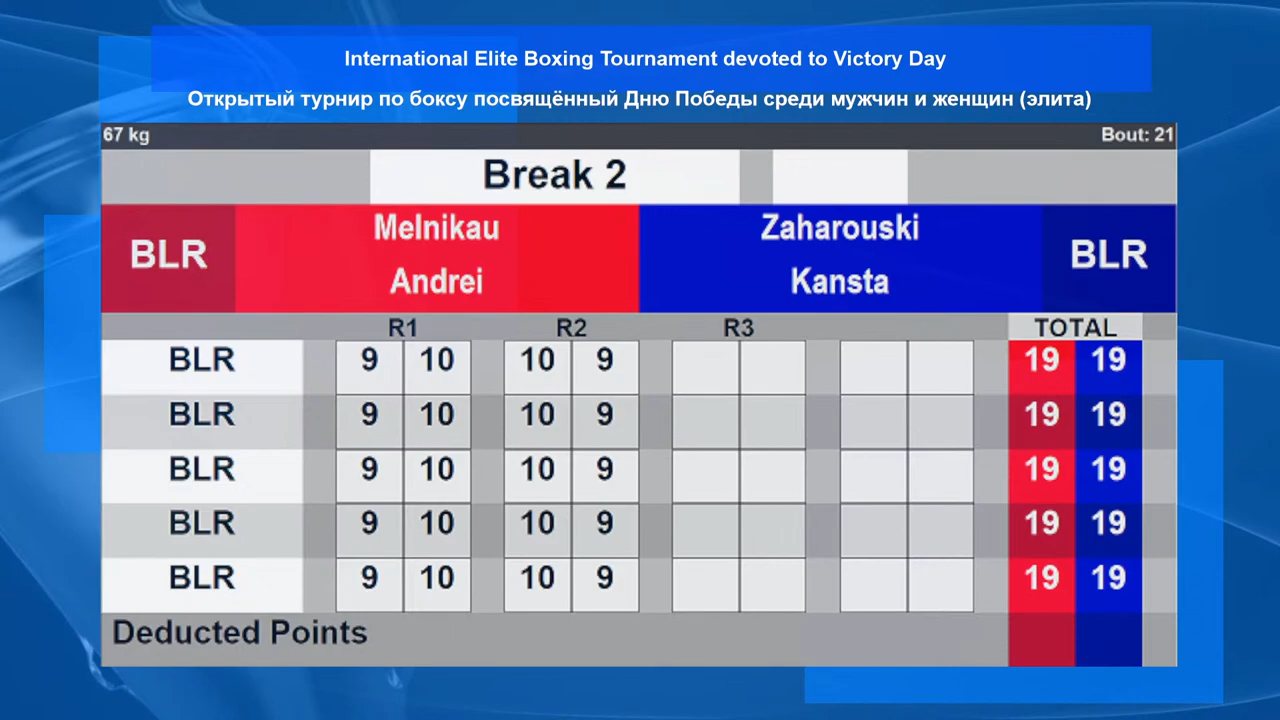 International Elite Boxing Tournament devoted to Victory Day
Открытый турнир по боксу посвящённый Дню Победы среди мужчин и женщин (элита)
67 kg Bout: 21
Break 2
BLR Melnikau Andrei Zaharouski Kansta BLR
R1 R2 R3 TOTAL
BLR 9 10 10 9 19 19
BLR 9 10 10 9 19 19
BLR 9 10 10 9 19 19
BLR 9 10 10 9 19 19
BLR 9 10 10 9 19 19
Deducted Points